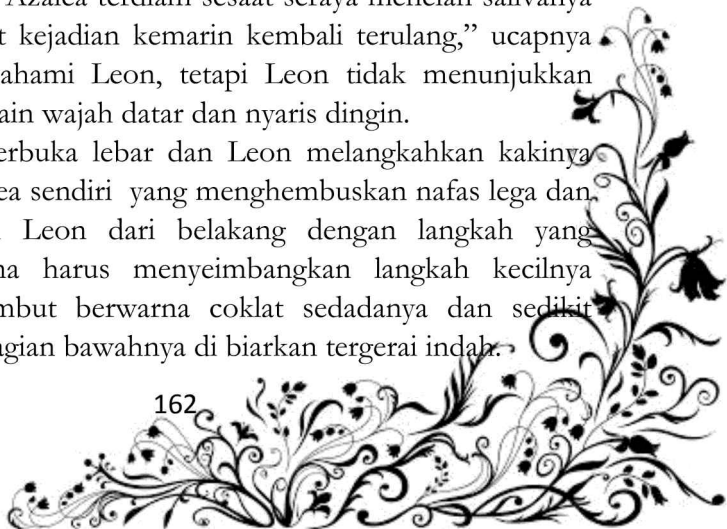 Azalea terdiam sesaat seraya menelan salivanya
t kejadian kemarin kembali terulang,” ucapnya
ahami Leon, tetapi Leon tidak menunjukkan
ain wajah datar dan nyaris dingin.
erbuka lebar dan Leon melangkahkan kakinya
ea sendiri yang menghembuskan nafas lega dan
Leon dari belakang dengan langkah yang
na harus menyeimbangkan langkah kecilnya
mbut berwarna coklat sedadanya dan sedikit
agian bawahnya di biarkan tergerai indah.
162